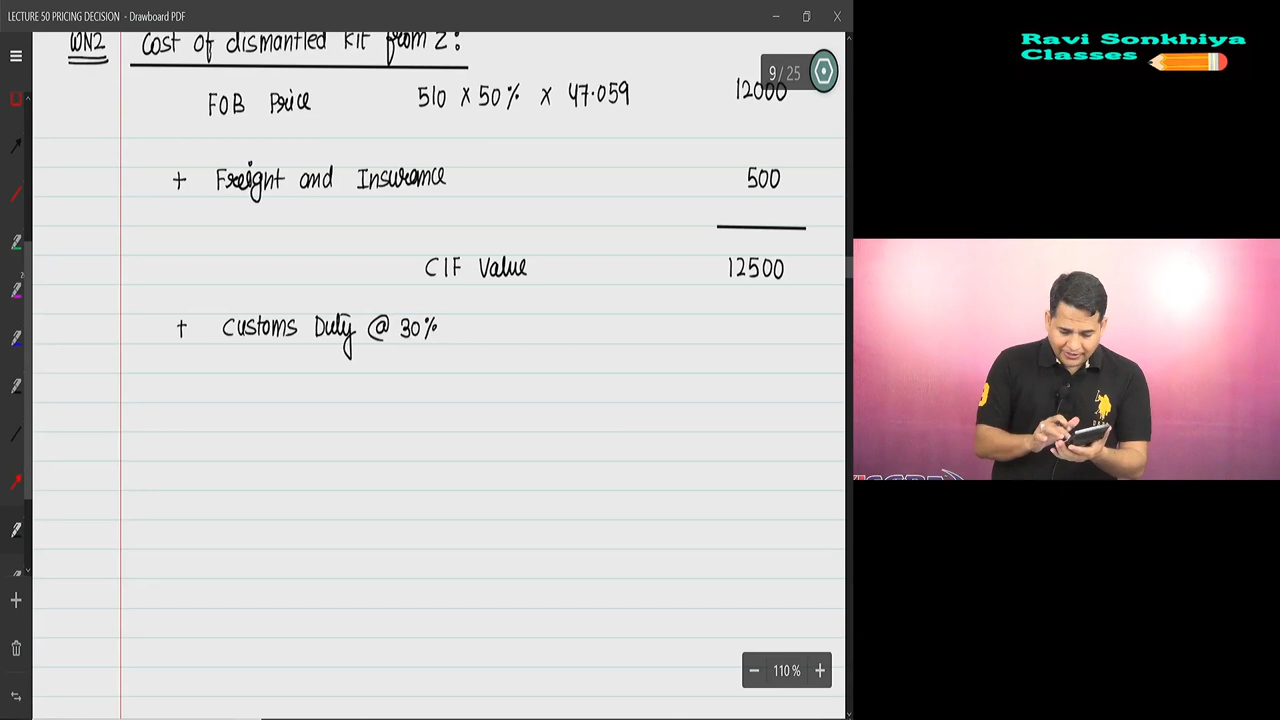 LECTURE 50 PRICING DECISION - Drawboard PDF
WN2 Cost of dismantled Kit from Z:
9 / 25
FOB Price 510 x 50% x 47.059 12000
+ Freight and Insurance 500
CIF Value 12500
+ Customs Duty @ 30%
110 %
Ravi Sonkhiya
Classes
3